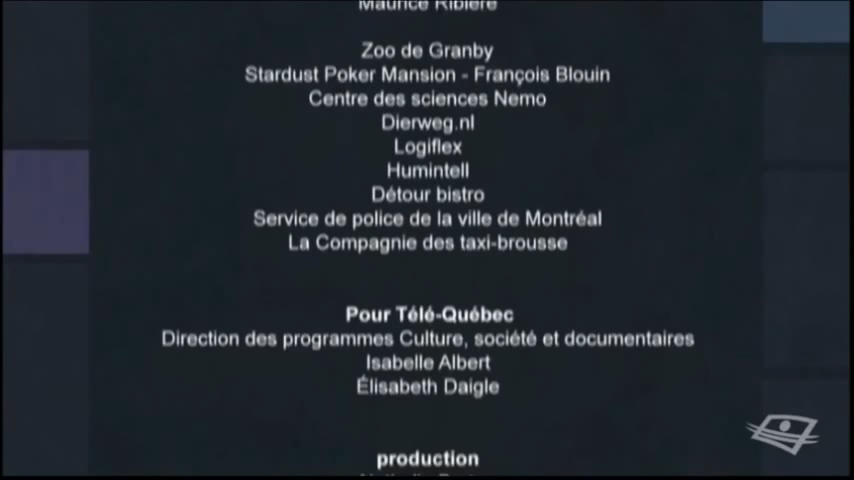 Maurice Ribière
Zoo de Granby
Stardust Poker Mansion - François Blouin
Centre des sciences Nemo
Dierweg.nl
Logiflex
Humintell
Détour bistro
Service de police de la ville de Montréal
La Compagnie des taxi-brousse
Pour Télé-Québec
Direction des programmes Culture, société et documentaires
Isabelle Albert
Élisabeth Daigle
production